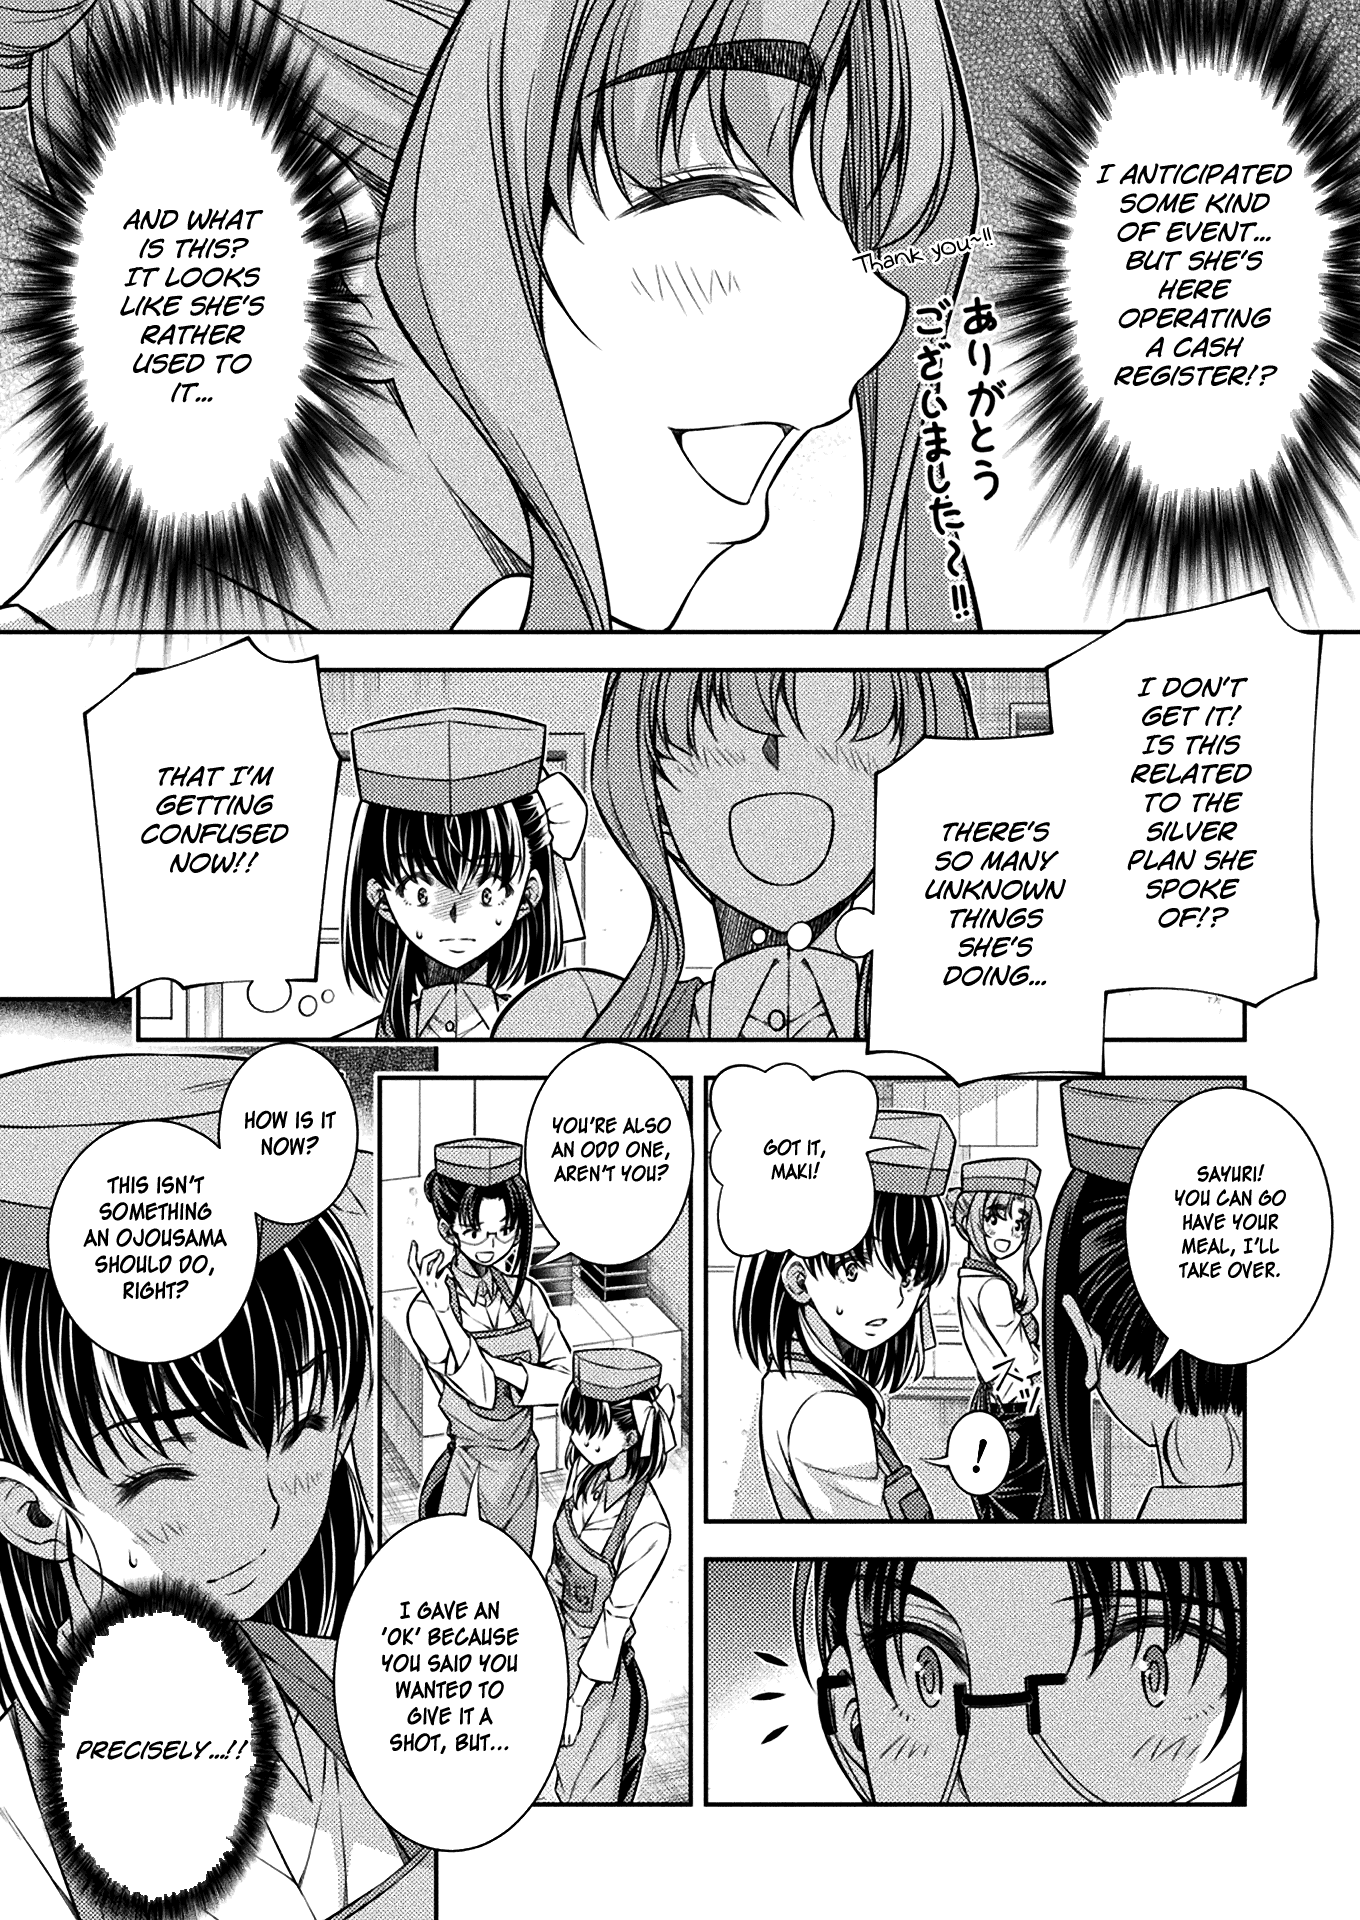 I ANTICIPATED
SOME KIND
OF EVENT...
BUT SHE'S
HERE
OPERATING
A CASH
REGISTER!?
Thank you~!!
ありがとう
ございました～!!
AND WHAT
IS THIS?
IT LOOKS
LIKE SHE'S
RATHER
USED TO
IT...
I DON'T
GET IT!
IS THIS
RELATED
TO THE
SILVER
PLAN SHE
SPOKE
OF!?
THERE'S
SO MANY
UNKNOWN
THINGS
SHE'S
DOING...
THAT I'M
GETTING
CONFUSED
NOW!!
SAYURI!
YOU CAN GO
HAVE YOUR
MEAL, I'LL
TAKE OVER.
GOT IT,
MAKI!
!
YOU'RE ALSO
AN ODD ONE,
AREN'T YOU?
I GAVE AN
'OK' BECAUSE
YOU SAID YOU
WANTED TO
GIVE IT A
SHOT, BUT...
HOW IS IT
NOW?
THIS ISN'T
SOMETHING
AN OJOUSAMA
SHOULD DO,
RIGHT?
PRECISELY...!!